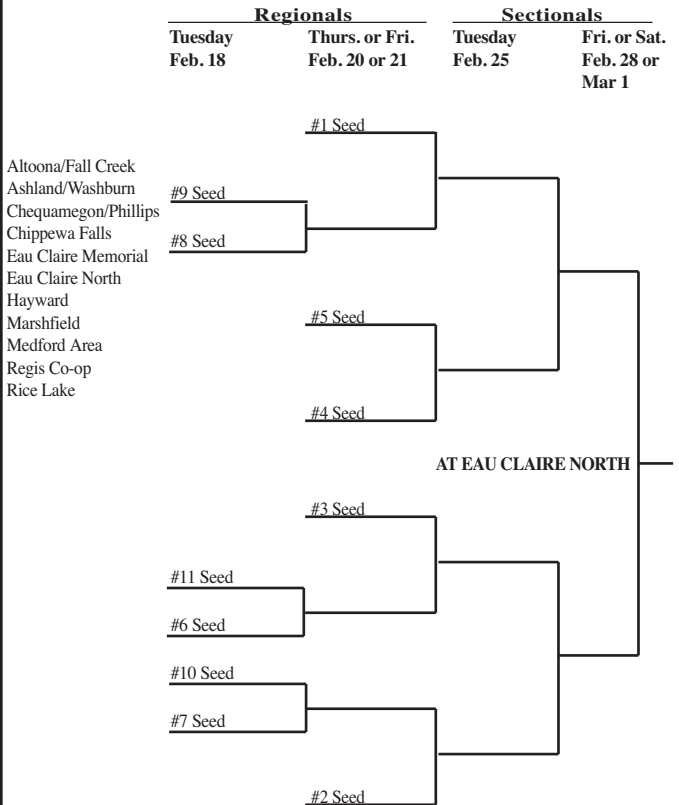 Regionals
Sectionals
Tuesday
Feb. 18
Thurs. or Fri.
Feb. 20 or 21
Tuesday
Feb. 25
Fri. or Sat.
Feb. 28 or
Mar 1
Altoona/Fall Creek
Ashland/Washburn
Chequamegon/Phillips
Chippewa Falls
Eau Claire Memorial
Eau Claire North
Hayward
Marshfield
Medford Area
Regis Co-op
Rice Lake
#1 Seed
#9 Seed
#8 Seed
#5 Seed
#4 Seed
AT EAU CLAIRE NORTH
#3 Seed
#11 Seed
#6 Seed
#10 Seed
#7 Seed
#2 Seed